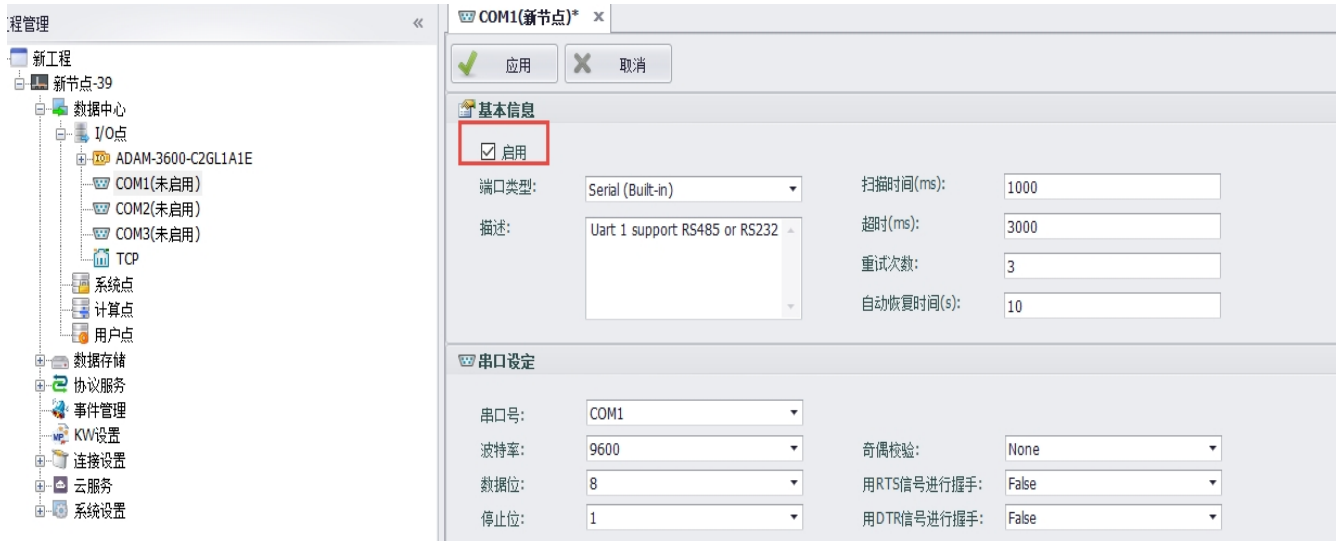 程管理
新工程
新节点-39
数据中心
I/O点
ADAM-3600-C2GL1A1E
COM1(未启用)
COM2(未启用)
COM3(未启用)
TCP
系统点
计算点
用户点
数据存储
协议服务
事件管理
KW设置
连接设置
云服务
系统设置
COM1(新节点)* x
应用 取消
基本信息
启用
端口类型: Serial (Built-in) 扫描时间(ms): 1000
描述: Uart 1 support RS485 or RS232 超时(ms): 3000
重试次数: 3
自动恢复时间(s): 10
串口设定
串口号: COM1
波特率: 9600 奇偶校验: None
数据位: 8 用RTS信号进行握手: False
停止位: 1 用DTR信号进行握手: False